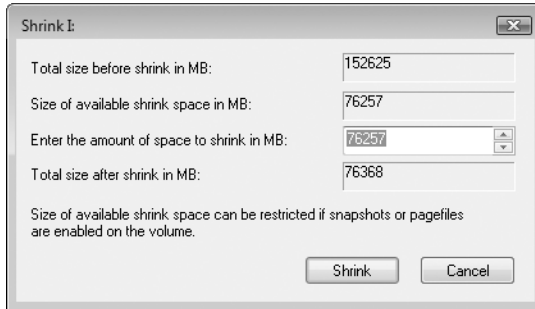 Shrink I:
Total size before shrink in MB: 152625
Size of available shrink space in MB: 76257
Enter the amount of space to shrink in MB: 76257
Total size after shrink in MB: 76368
Size of available shrink space can be restricted if snapshots or pagefiles
are enabled on the volume.
Shrink Cancel